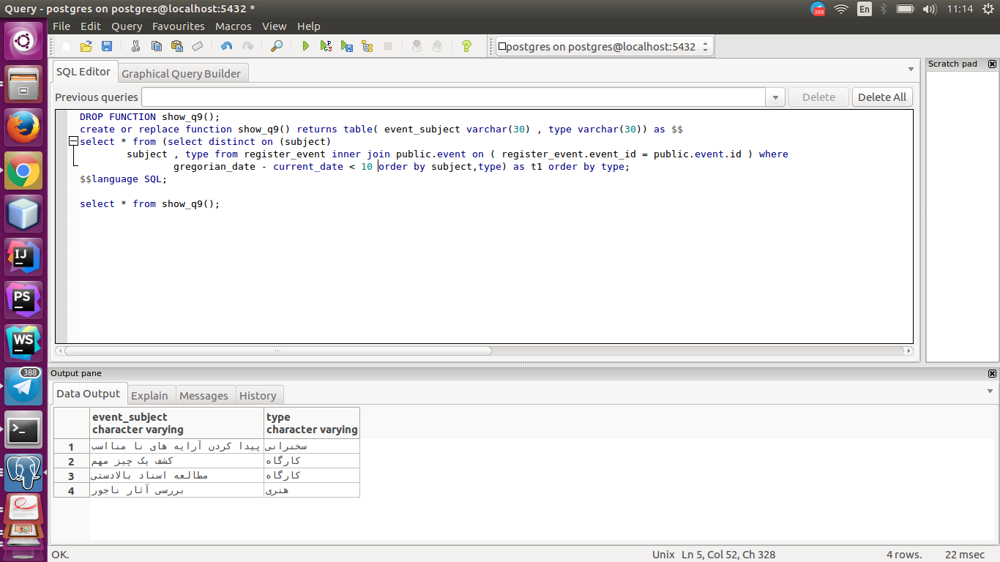 Query - postgres on postgres@localhost:5432 *
388
En
11:14
File Edit Query Favourites Macros View Help
postgres on postgres@localhost:5432
SQL Editor
Graphical Query Builder
Scratch pad
Previous queries
Delete
Delete All
DROP FUNCTION show_q9();
create or replace function show_q9() returns table( event_subject varchar(30) , type varchar(30)) as $$
select * from (select distinct on (subject)
subject , type from register_event inner join public.event on ( register_event.event_id = public.event.id ) where
gregorian_date - current_date < 10 order by subject,type) as t1 order by type;
$$language SQL;
select * from show_q9();
IJ
PS
WS
388
Output pane
Data Output
Explain
Messages
History
event_subject
character varying
type
character varying
1 پیدا کردن آرایه های نا منااسب سخنرانی
2 کشف یک چیز مهم کارگاه
3 مطالعه اسناد بالادستی کارگاه
4 بررسی آثار ناجور هنری
OK.
Unix
Ln 5, Col 52, Ch 328
4 rows.
22 msec